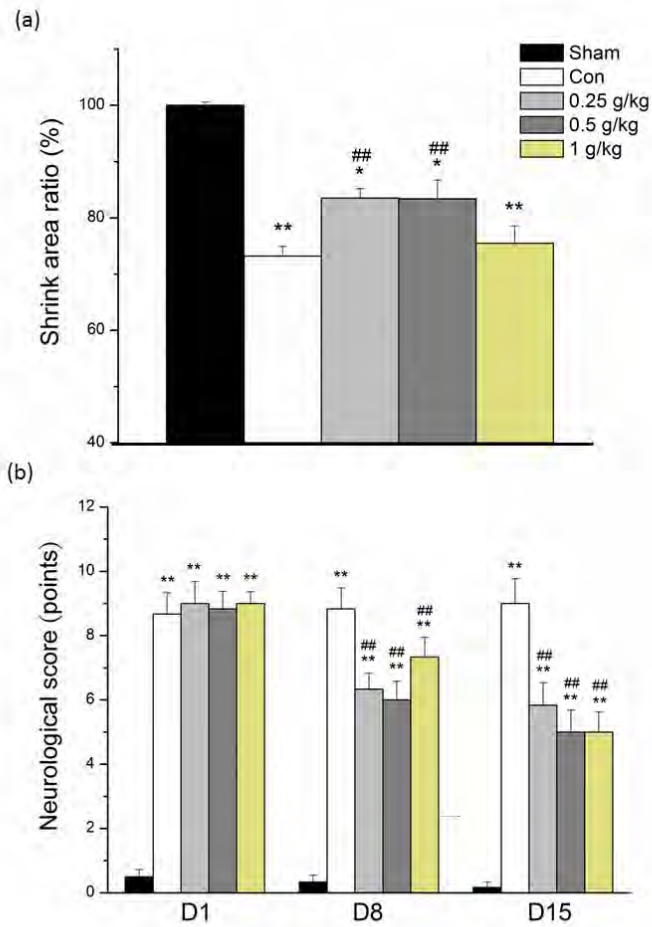 (a)
Sham
Con
0.25 g/kg
0.5 g/kg
1 g/kg
Shrink area ratio (%)
100
80
60
40
**
##
*
##
*
**
(b)
Neurological score (points)
12
10
8
6
4
2
0
** ** ** **
**
##
**
##
**
##
**
**
##
**
##
**
##
**
D1 D8 D15